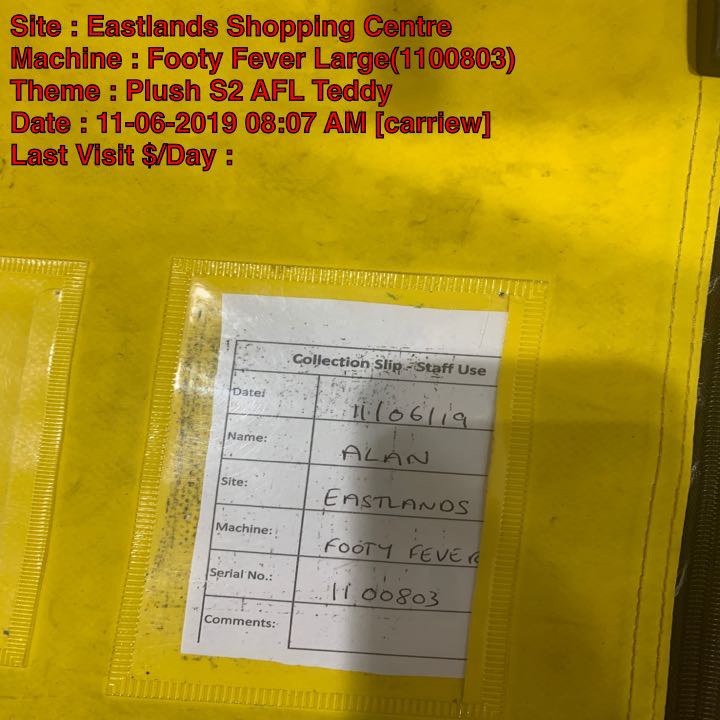 Site : Eastlands Shopping Centre
Machine : Footy Fever Large(1100803)
Theme : Plush S2 AFL Teddy
Date : 11-06-2019 08:07 AM [carriew]
Last Visit $/Day :
Collection Slip - Staff Use
Date: 11/06/19
Name: ALAN
Site: EASTLANDS
Machine: FOOTY FEVER
Serial No.: 1100803
Comments: